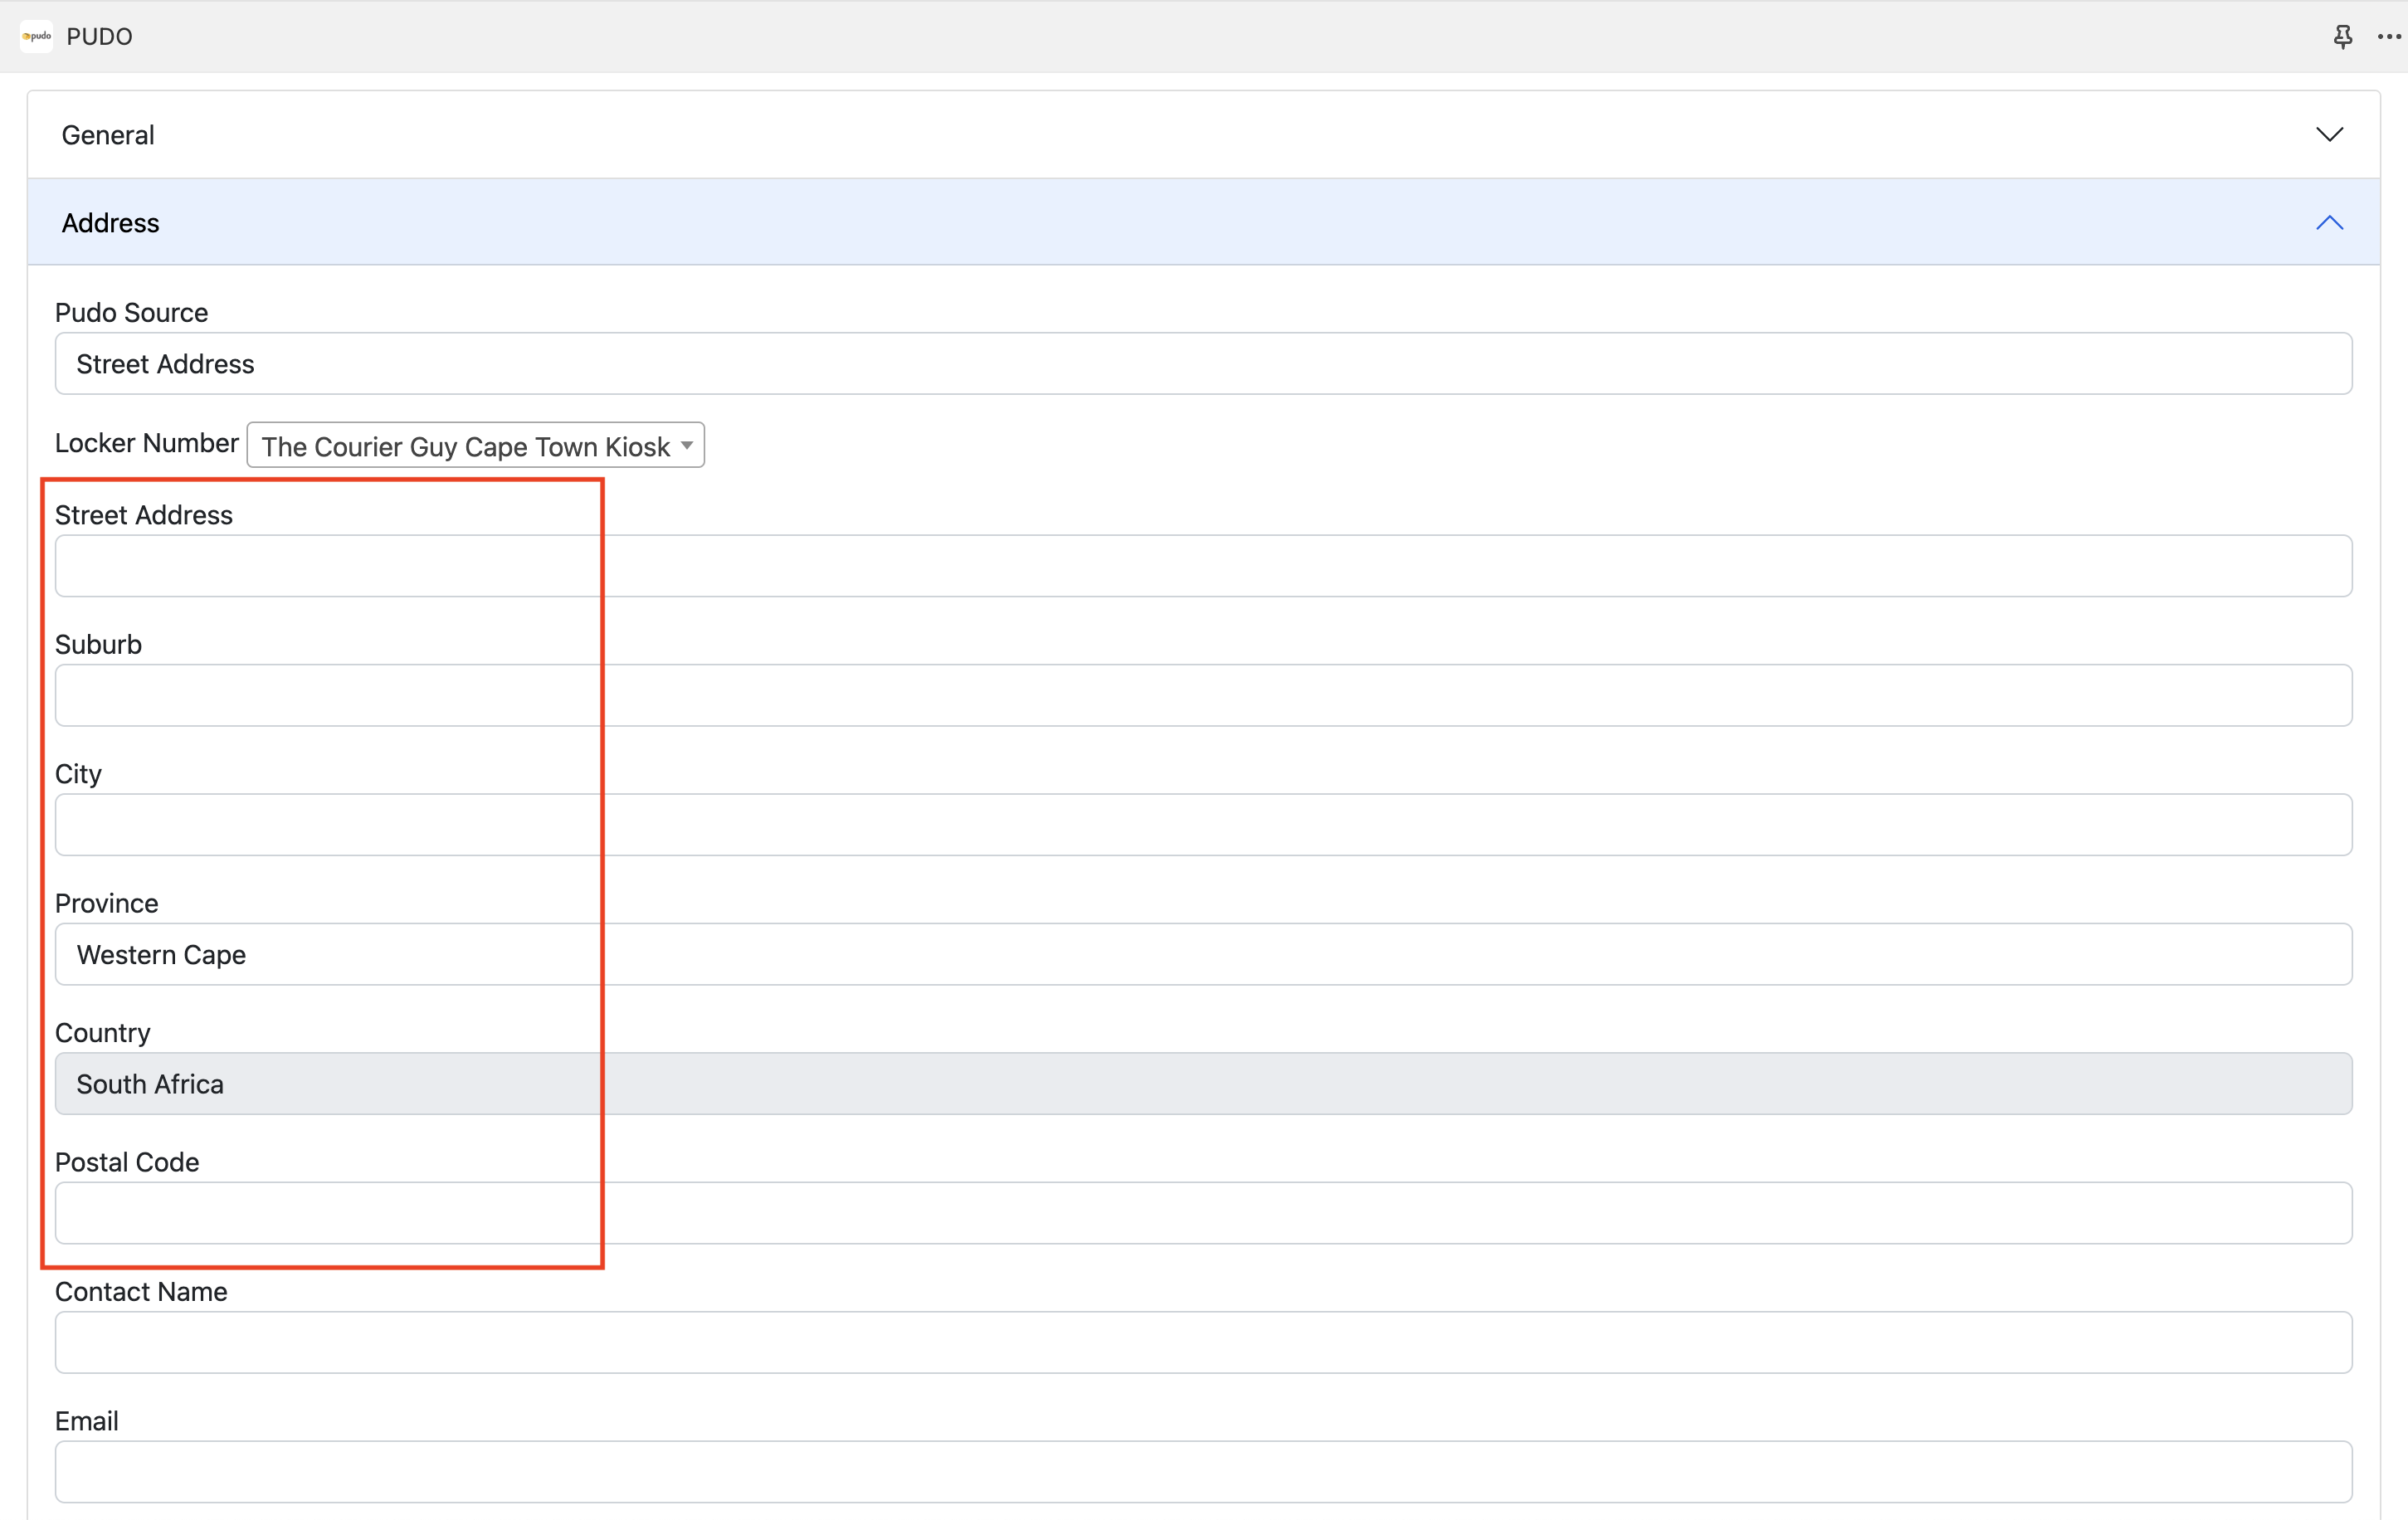 pudo PUDO
General
Address
Pudo Source
Street Address
Locker Number The Courier Guy Cape Town Kiosk
Street Address
Suburb
City
Province
Western Cape
Country
South Africa
Postal Code
Contact Name
Email